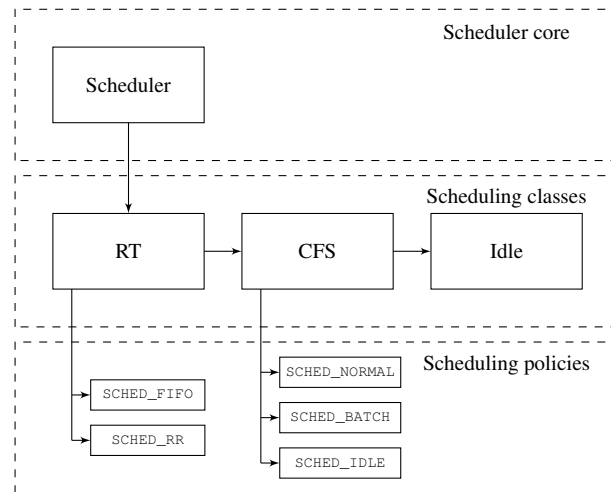 Scheduler core
Scheduler
Scheduling classes
RT
CFS
Idle
Scheduling policies
SCHED_NORMAL
SCHED_FIFO
SCHED_BATCH
SCHED_RR
SCHED_IDLE